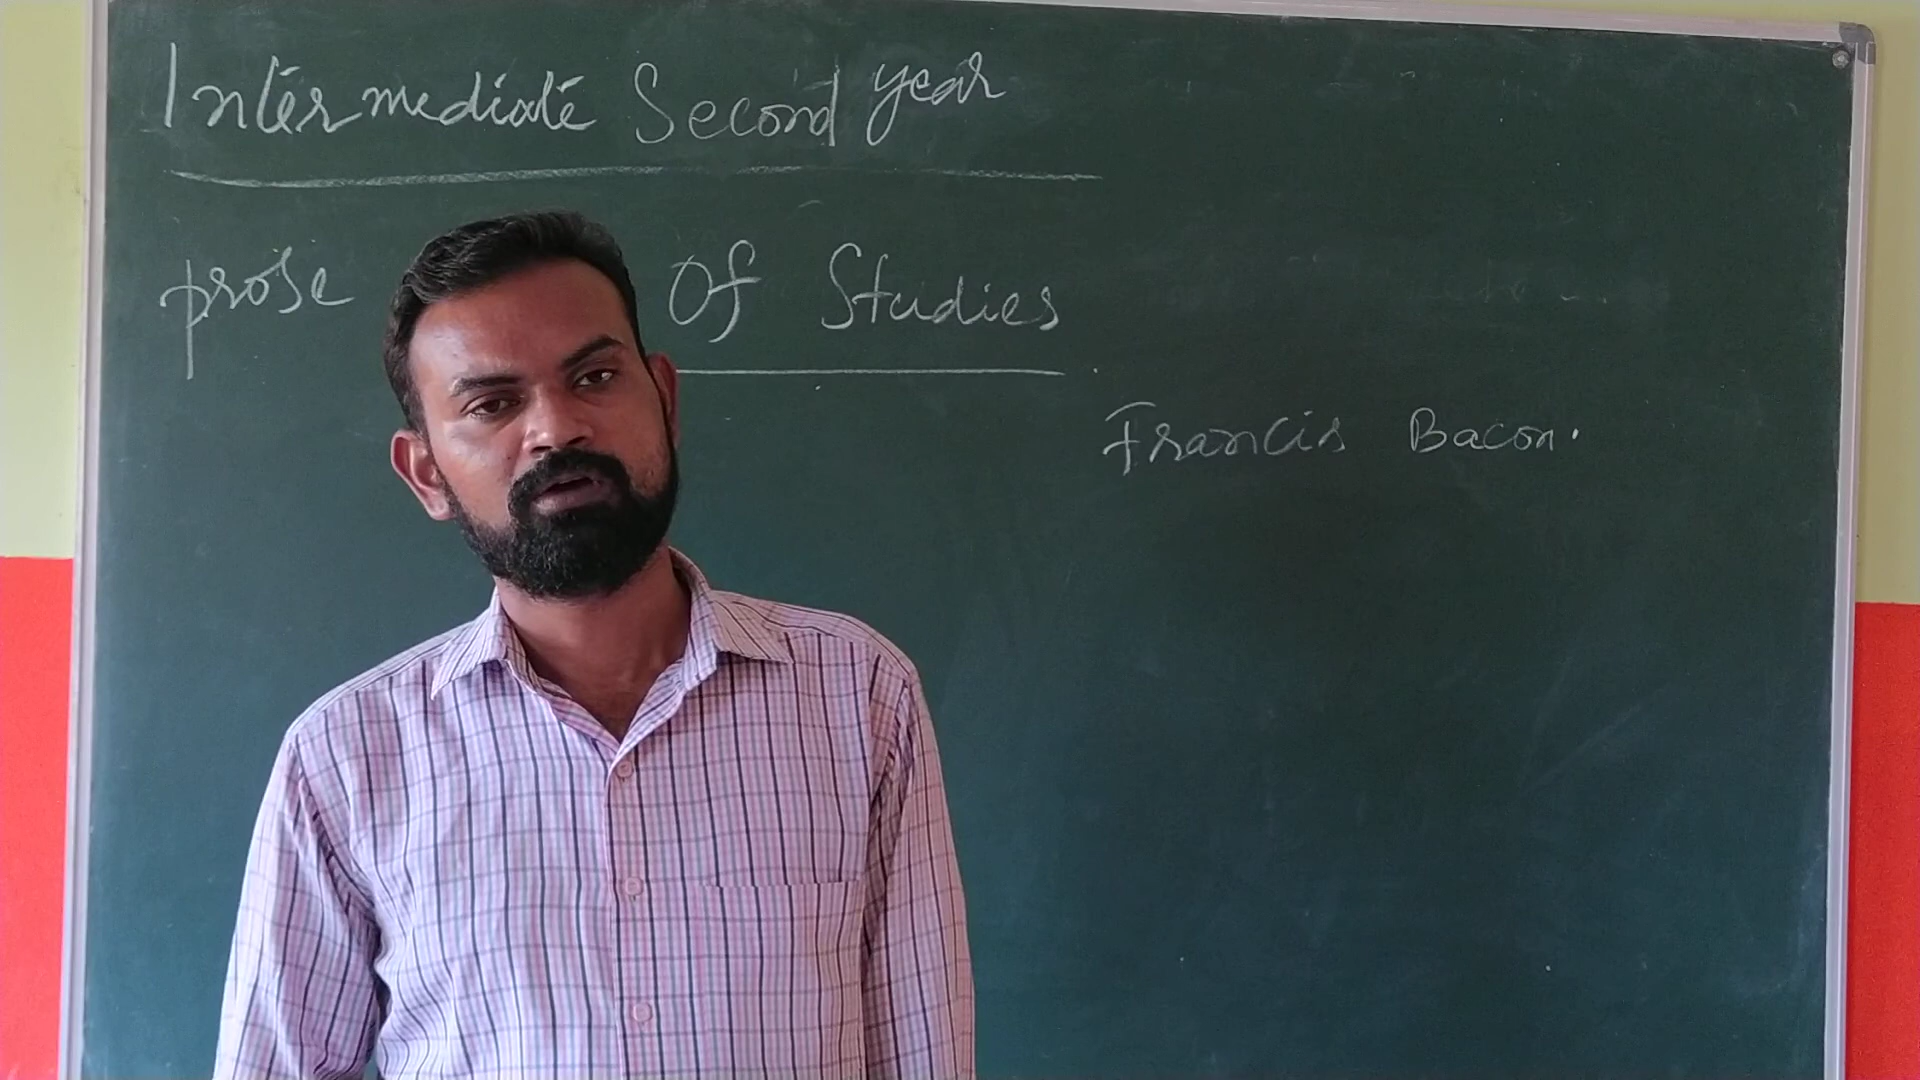 Intermediate Second year
prose Of Studies
Francis Bacon.